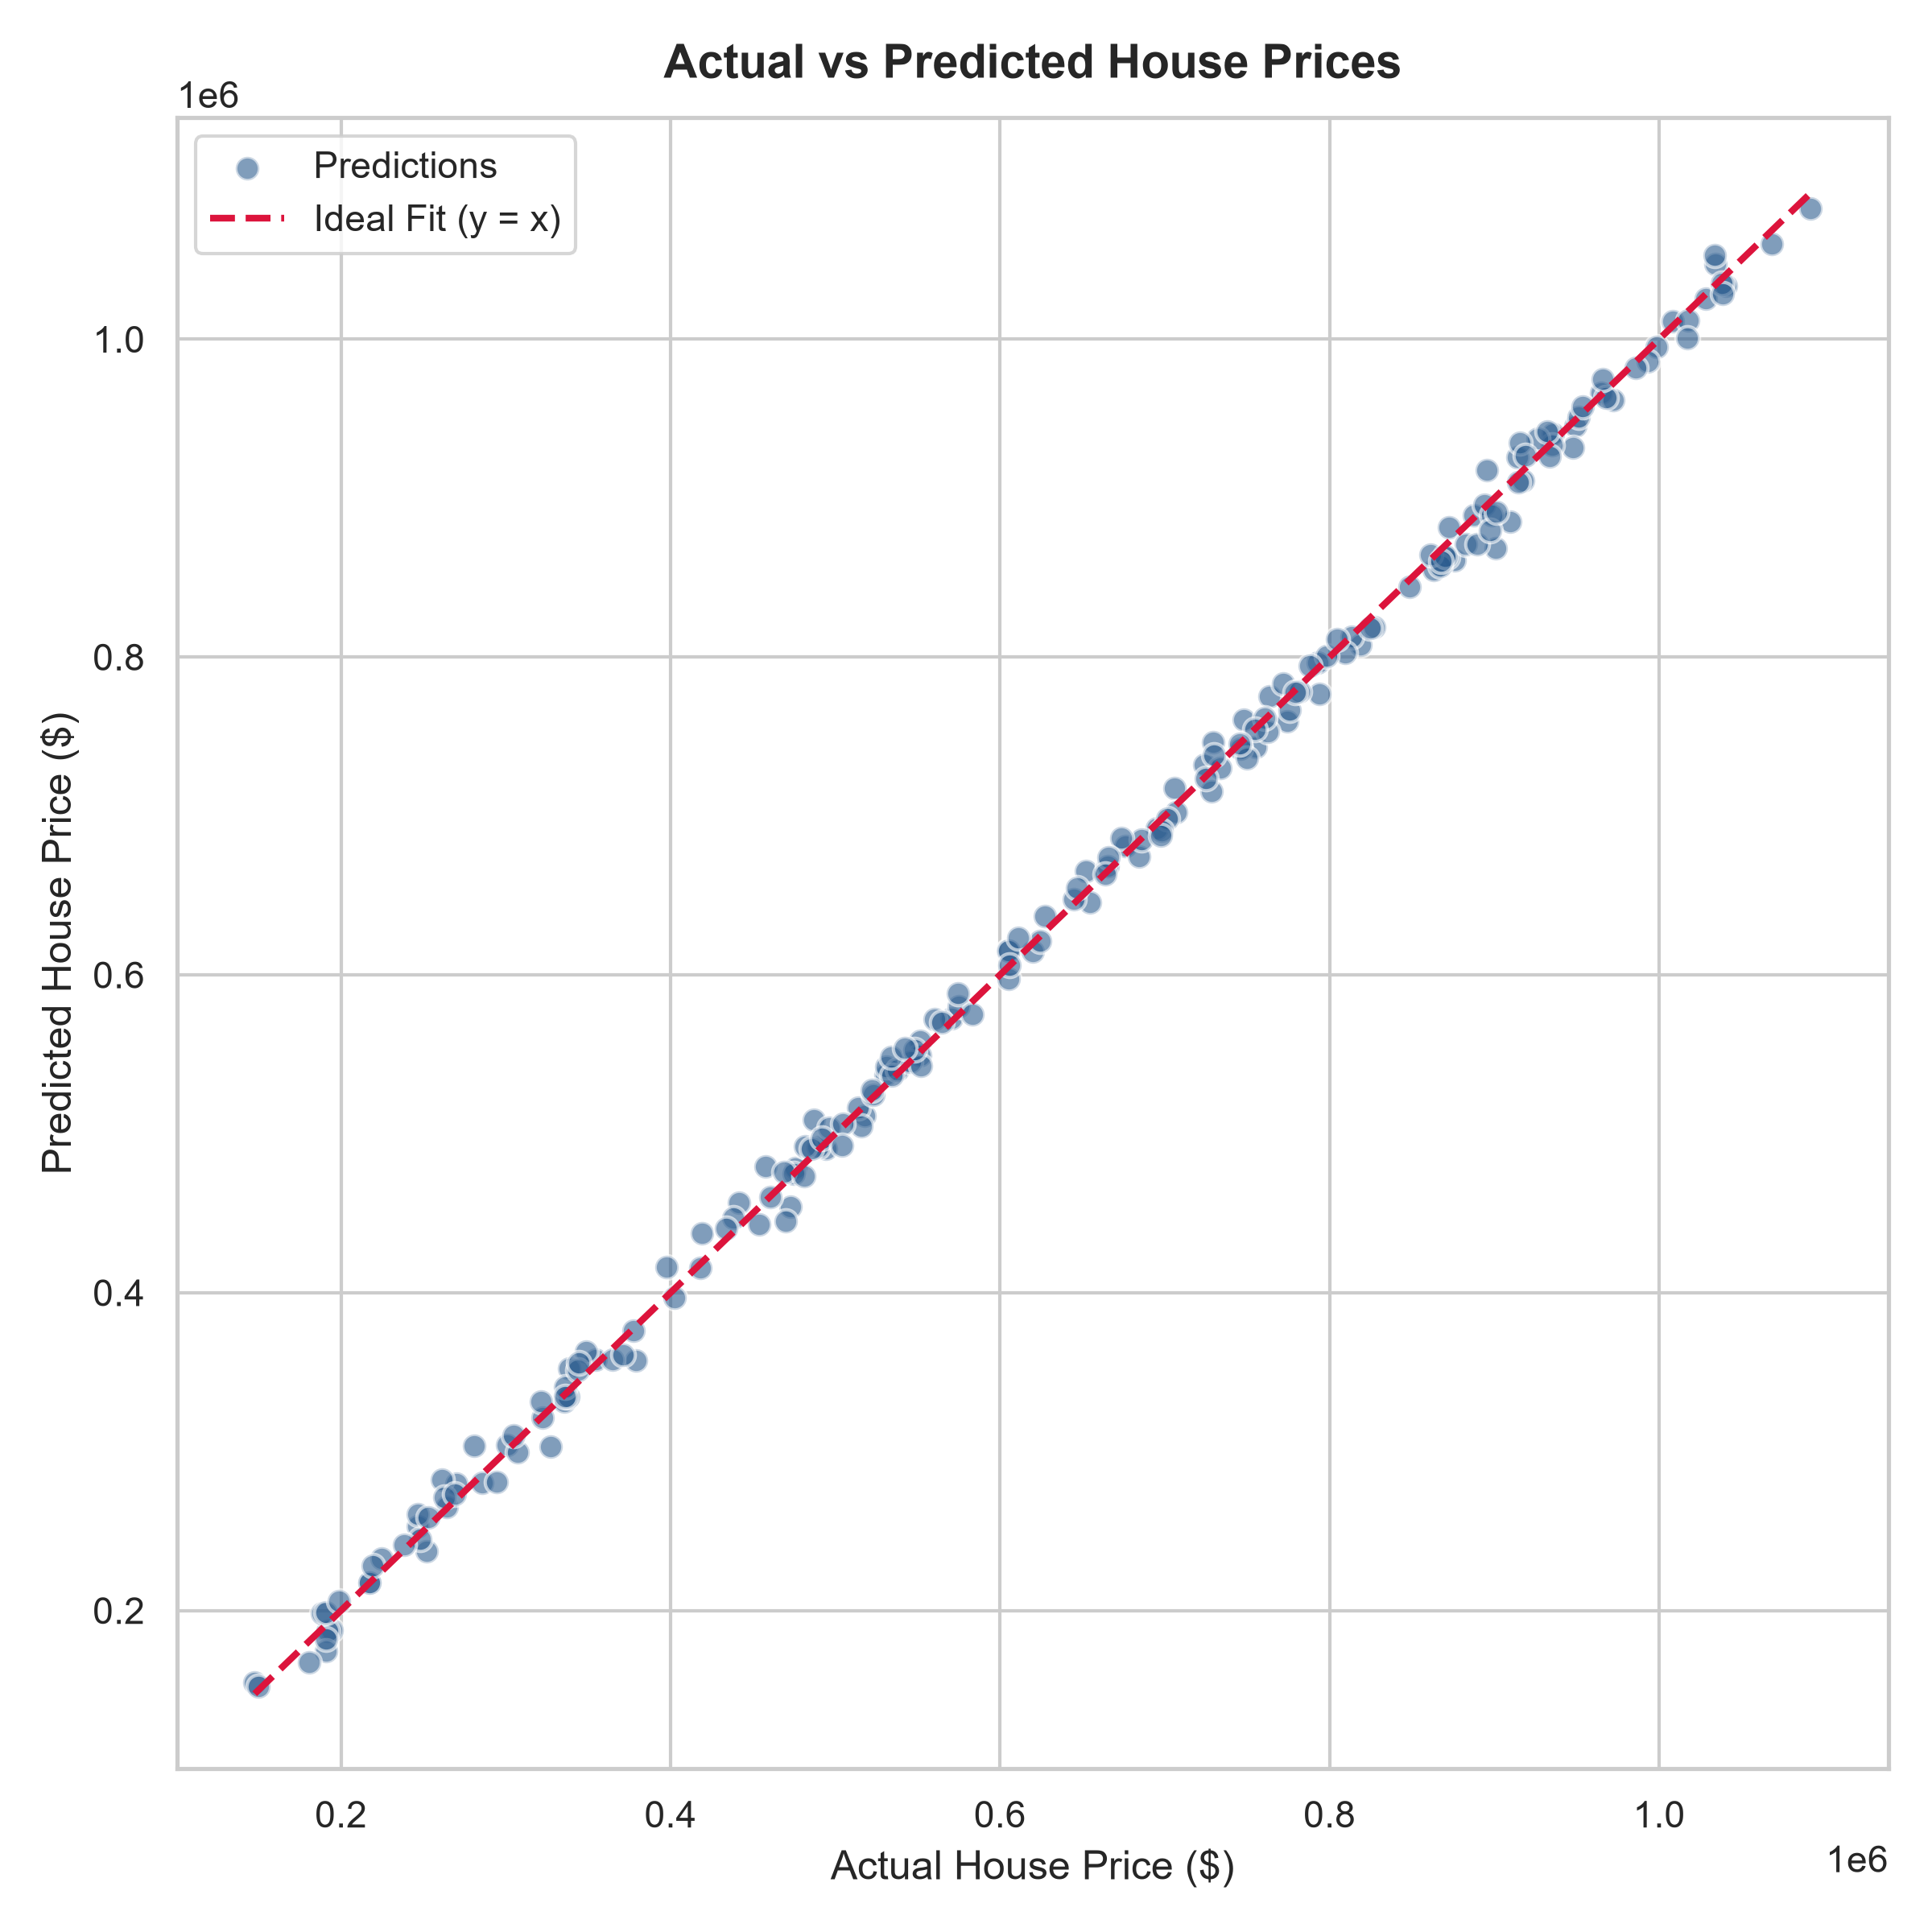 Actual vs Predicted House Prices
1e6
Predictions
Ideal Fit (y = x)
1.0
0.8
0.6
0.4
0.2
Predicted House Price ($)
0.2 0.4 0.6 0.8 1.0
Actual House Price ($)
1e6